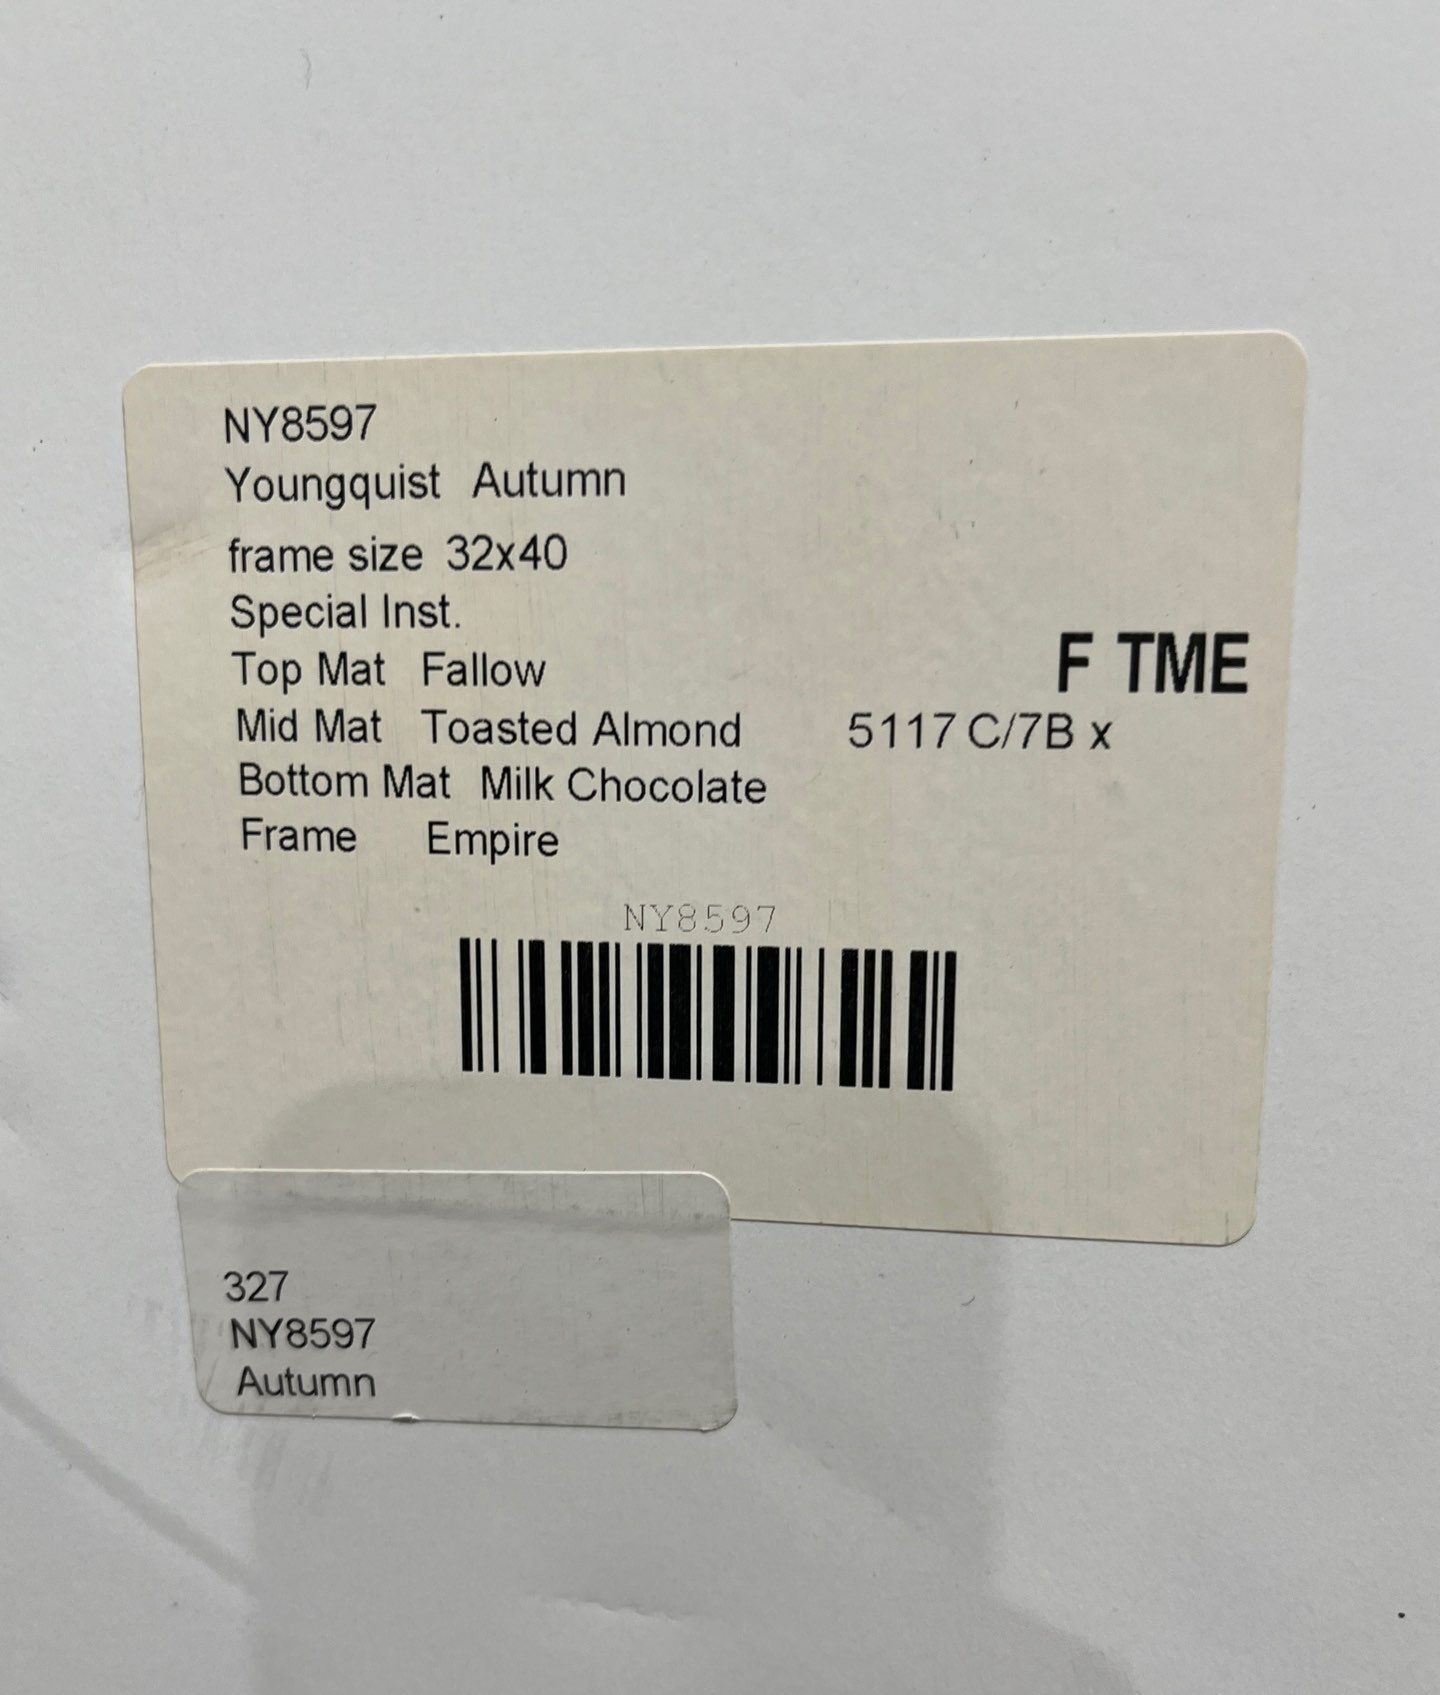 NY8597
Youngquist Autumn
frame size 32x40
Special Inst.
F TME
Top Mat Fallow
Mid Mat Toasted Almond 5117 C/7B x
Bottom Mat Milk Chocolate
Frame Empire
NY8597
327
NY8597
Autumn